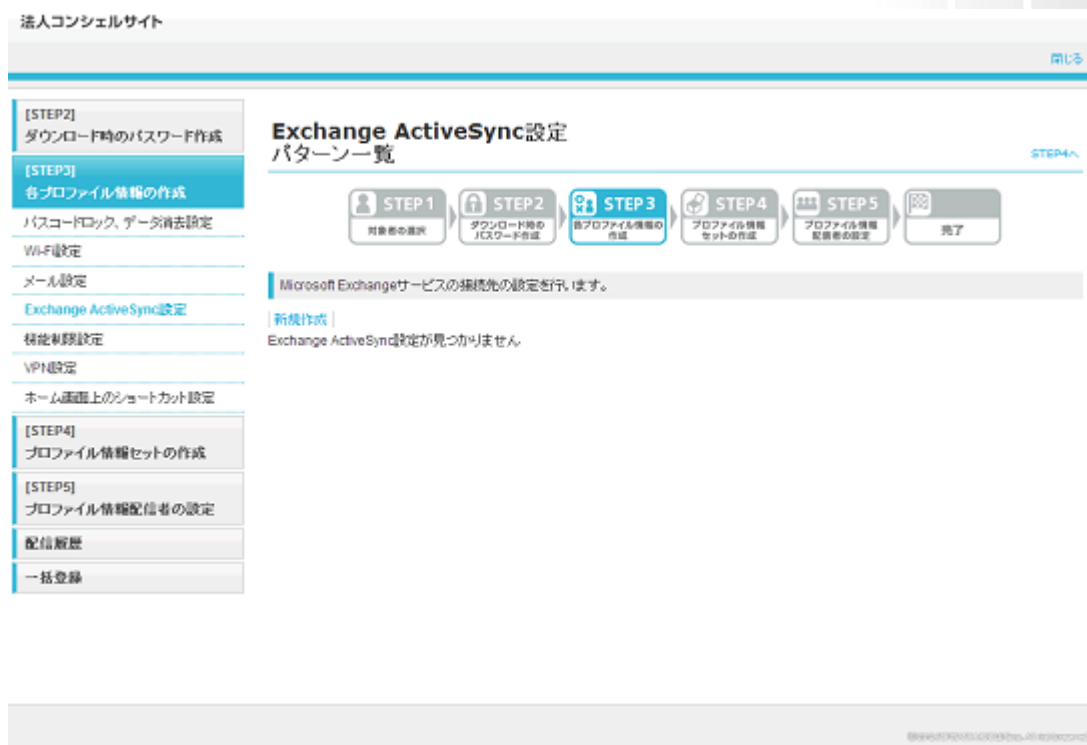 法人コンシェルサイト
閉じる
[STEP2]
ダウンロード時のパスワード作成
[STEP3]
各プロファイル情報の作成
パスコードロック、データ消去設定
Wi-Fi設定
メール設定
Exchange ActiveSync設定
機能制限設定
VPN設定
ホーム画面上のショートカット設定
[STEP4]
プロファイル情報セットの作成
[STEP5]
プロファイル情報配信者の設定
配信履歴
一括登録
Exchange ActiveSync設定
パターン一覧
STEP4へ
STEP1
対象者の選択
STEP2
ダウンロード時の
パスワード作成
STEP3
各プロファイル情報の
作成
STEP4
プロファイル情報
セットの作成
STEP5
プロファイル情報
配信者の設定
完了
Microsoft Exchangeサービスの接続先の設定を行います。
新規作成
Exchange ActiveSync設定が見つかりません